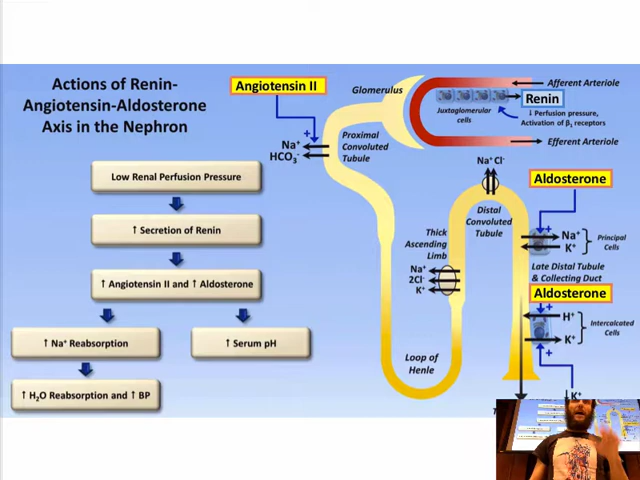 Actions of Renin-
Angiotensin-Aldosterone
Axis in the Nephron
Low Renal Perfusion Pressure
↑ Secretion of Renin
↑ Angiotensin II and ↑ Aldosterone
↑ Na⁺ Reabsorption
↑ Serum pH
↑ H₂O Reabsorption and ↑ BP
Angiotensin II
+
Na⁺
HCO₃⁻
Glomerulus
Proximal
Convoluted
Tubule
Afferent Arteriole
Juxtaglomerular
cells
Renin
↓ Perfusion pressure,
Activation of β₁ receptors
Efferent Arteriole
Na⁺ Cl⁻
Distal
Convoluted
Tubule
Thick
Ascending
Limb
Na⁺
2Cl⁻
K⁺
Loop of
Henle
Aldosterone
+
Na⁺
K⁺
Principal
Cells
Late Distal Tubule
& Collecting Duct
Aldosterone
+
H⁺
K⁺
Intercalcated
Cells
+
↓K⁺